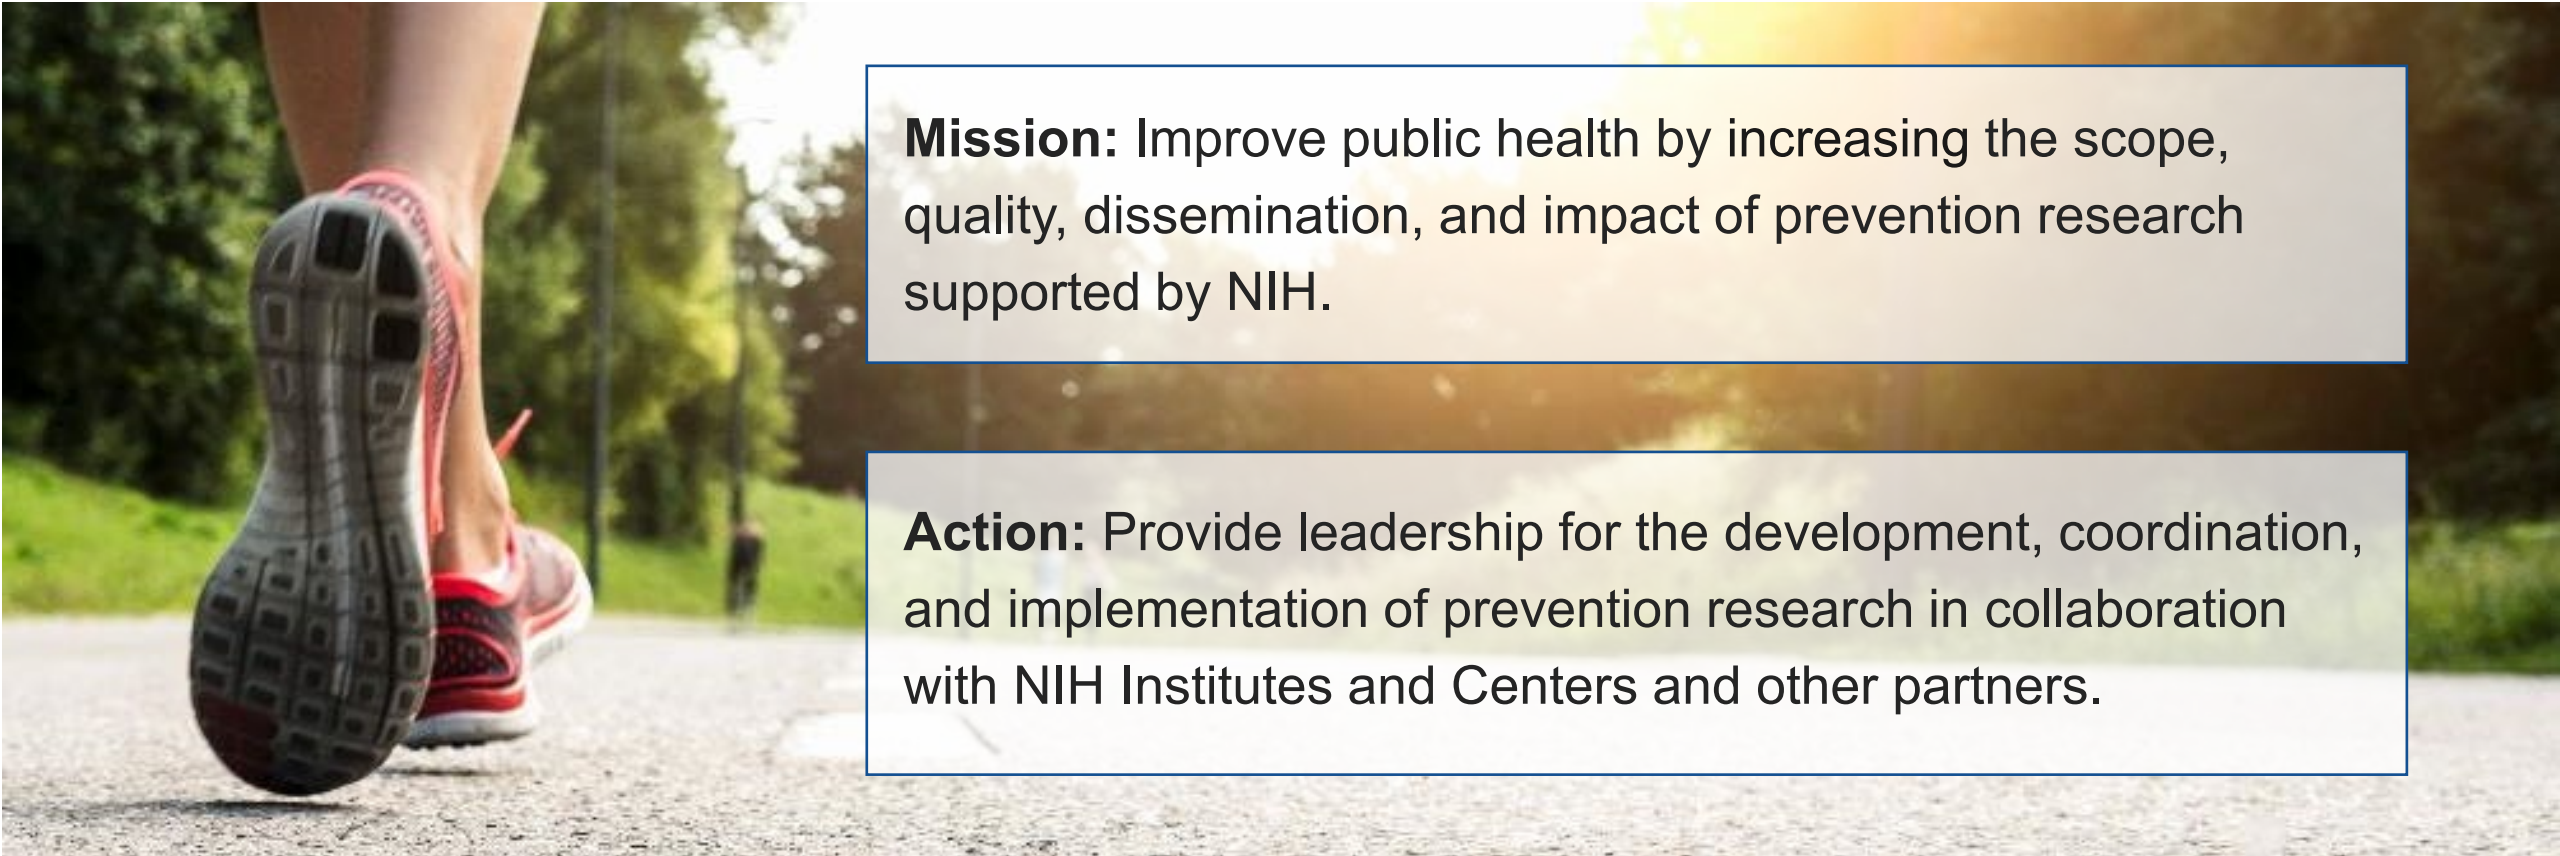 Mission: Improve public health by increasing the scope,
quality, dissemination, and impact of prevention research
supported by NIH.
Action: Provide leadership for the development, coordination,
and implementation of prevention research in collaboration
with NIH Institutes and Centers and other partners.